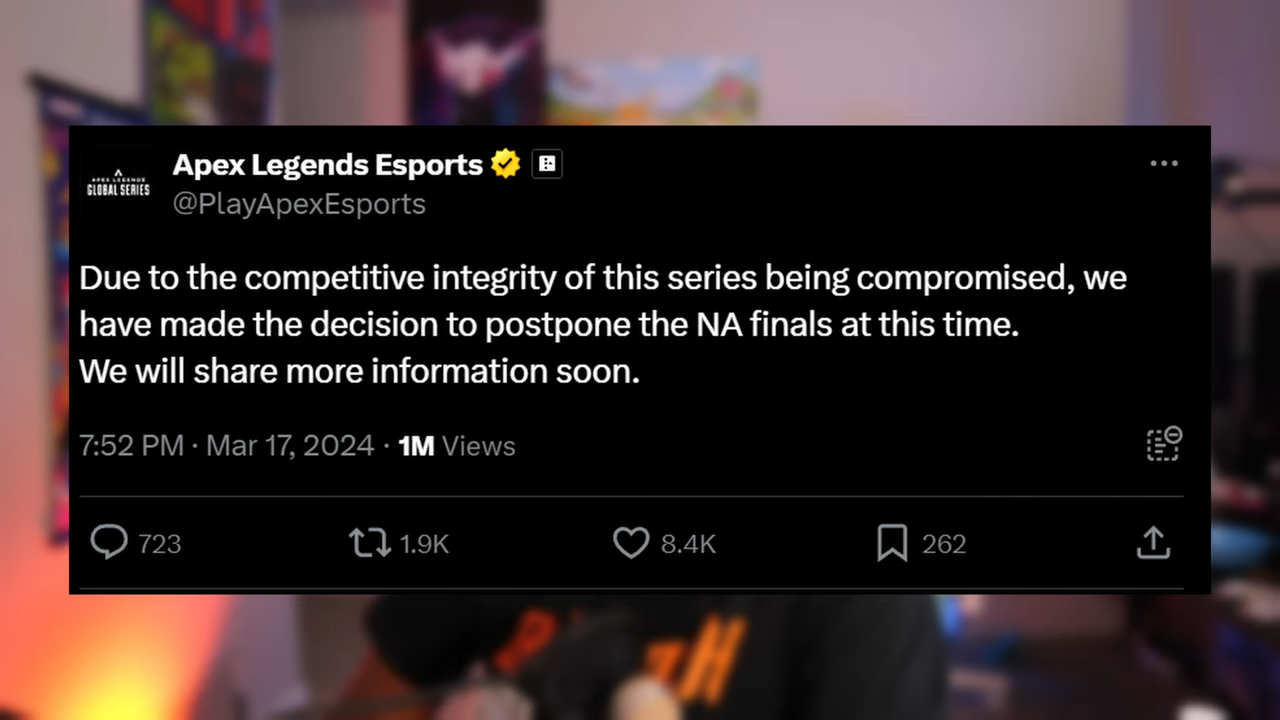 Apex Legends Esports
@PlayApexEsports
APEX LEGENDS
GLOBAL SERIES
Due to the competitive integrity of this series being compromised, we
have made the decision to postpone the NA finals at this time.
We will share more information soon.
7:52 PM · Mar 17, 2024 · 1M Views
723
1.9K
8.4K
262